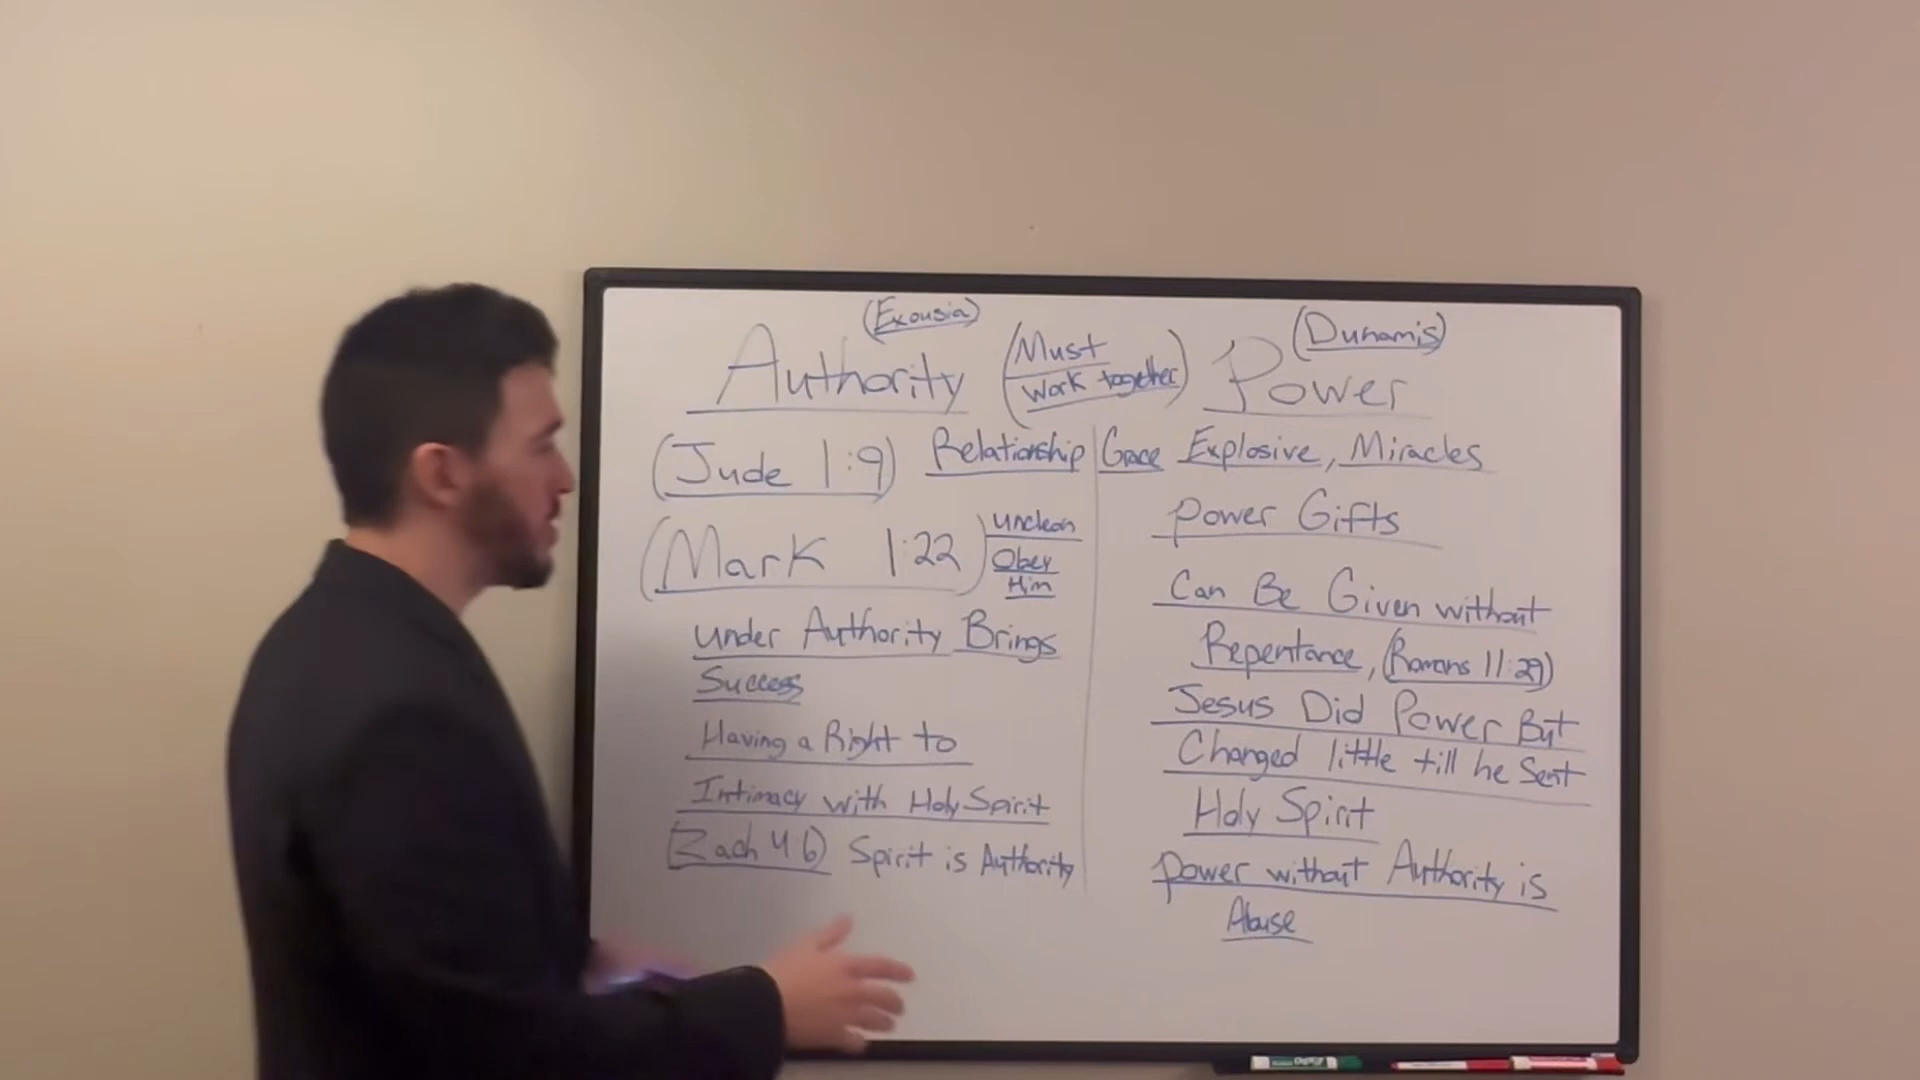 (Exousia)
Authority
(Must
work together)
(Dunamis)
Power
(Jude 1:9) Relationship
(Mark 1:22) Unclean
Obey
Him
under Authority Brings
Success
Having a Right to
Intimacy with Holy Spirit
(Zach 4 6) Spirit is Authority
Grace Explosive, Miracles
Power Gifts
Can Be Given without
Repentance, (Romans 11:29)
Jesus Did Power But
Changed little till he Sent
Holy Spirit
Power without Authority is
Abuse